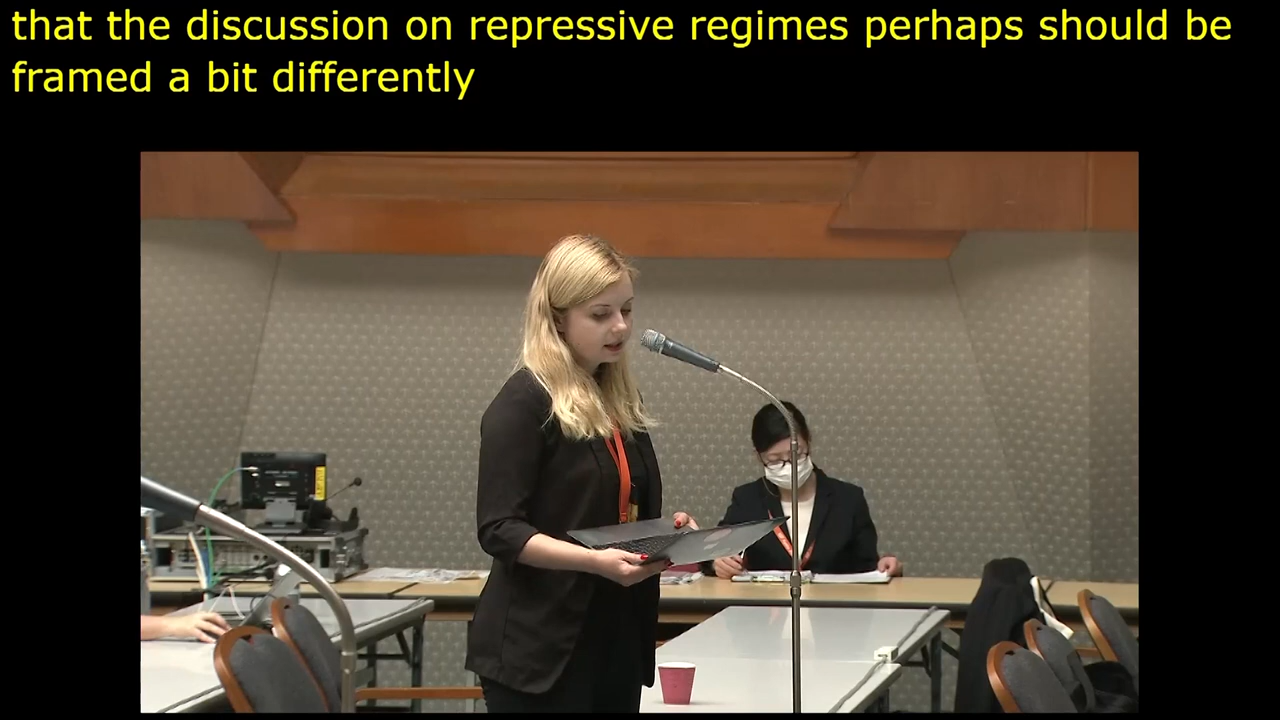 that the discussion on repressive regimes perhaps should be
framed a bit differently